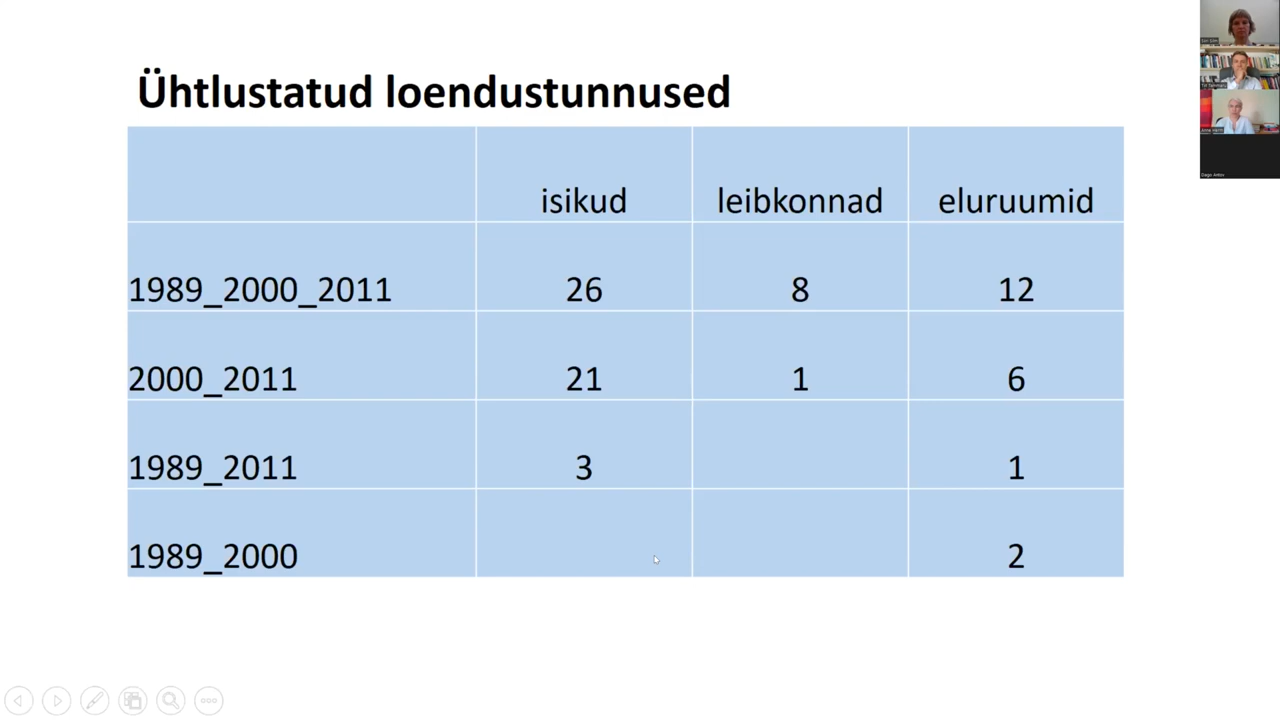 Ühtlustatud loendustunnused
isikud leibkonnad eluruumid
1989_2000_2011 26 8 12
2000_2011 21 1 6
1989_2011 3 1
1989_2000 2